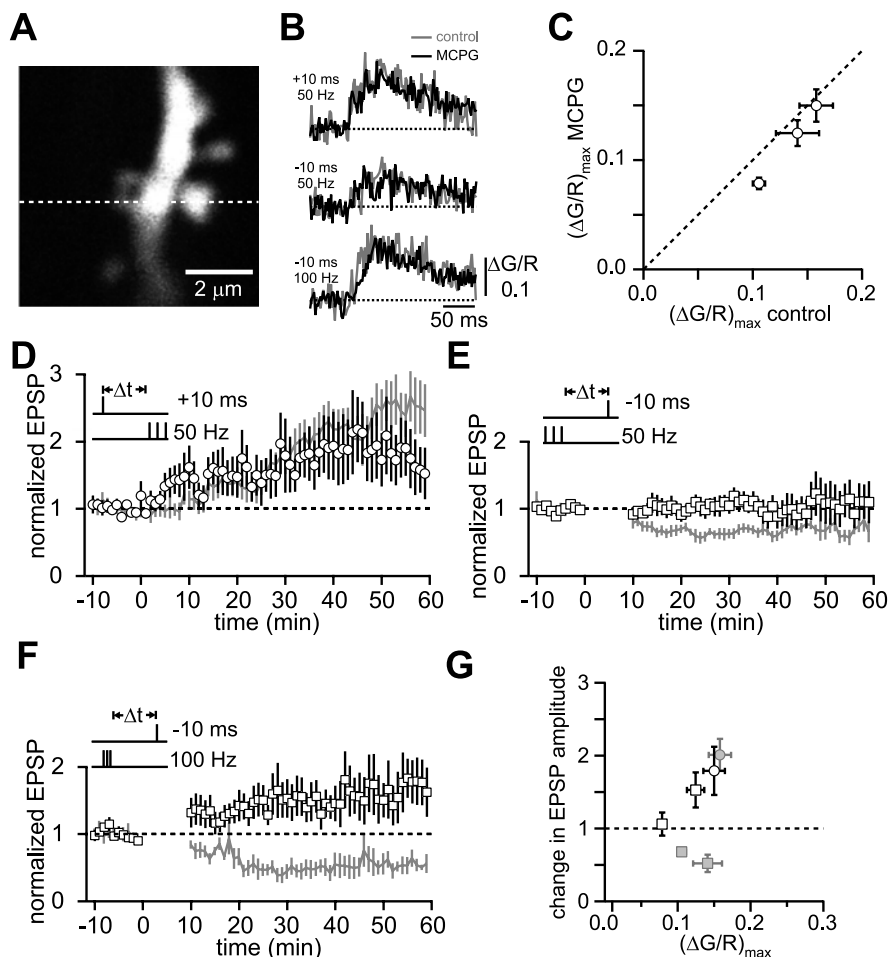 A
2 μm
B
control
MCPG
+10 ms
50 Hz
-10 ms
50 Hz
-10 ms
100 Hz
ΔG/R
0.1
50 ms
C
0.2
0.1
0.0
(ΔG/R)max MCPG
0.0
0.1
0.2
(ΔG/R)max control
D
3
2
1
0
normalized EPSP
Δt
+10 ms
50 Hz
-10
0
10
20
30
40
50
60
time (min)
E
2
1
0
normalized EPSP
Δt
-10 ms
50 Hz
-10
0
10
20
30
40
50
60
time (min)
F
2
1
0
normalized EPSP
Δt
-10 ms
100 Hz
-10
0
10
20
30
40
50
60
time (min)
G
3
2
1
0
change in EPSP amplitude
0.0
0.1
0.2
0.3
(ΔG/R)max